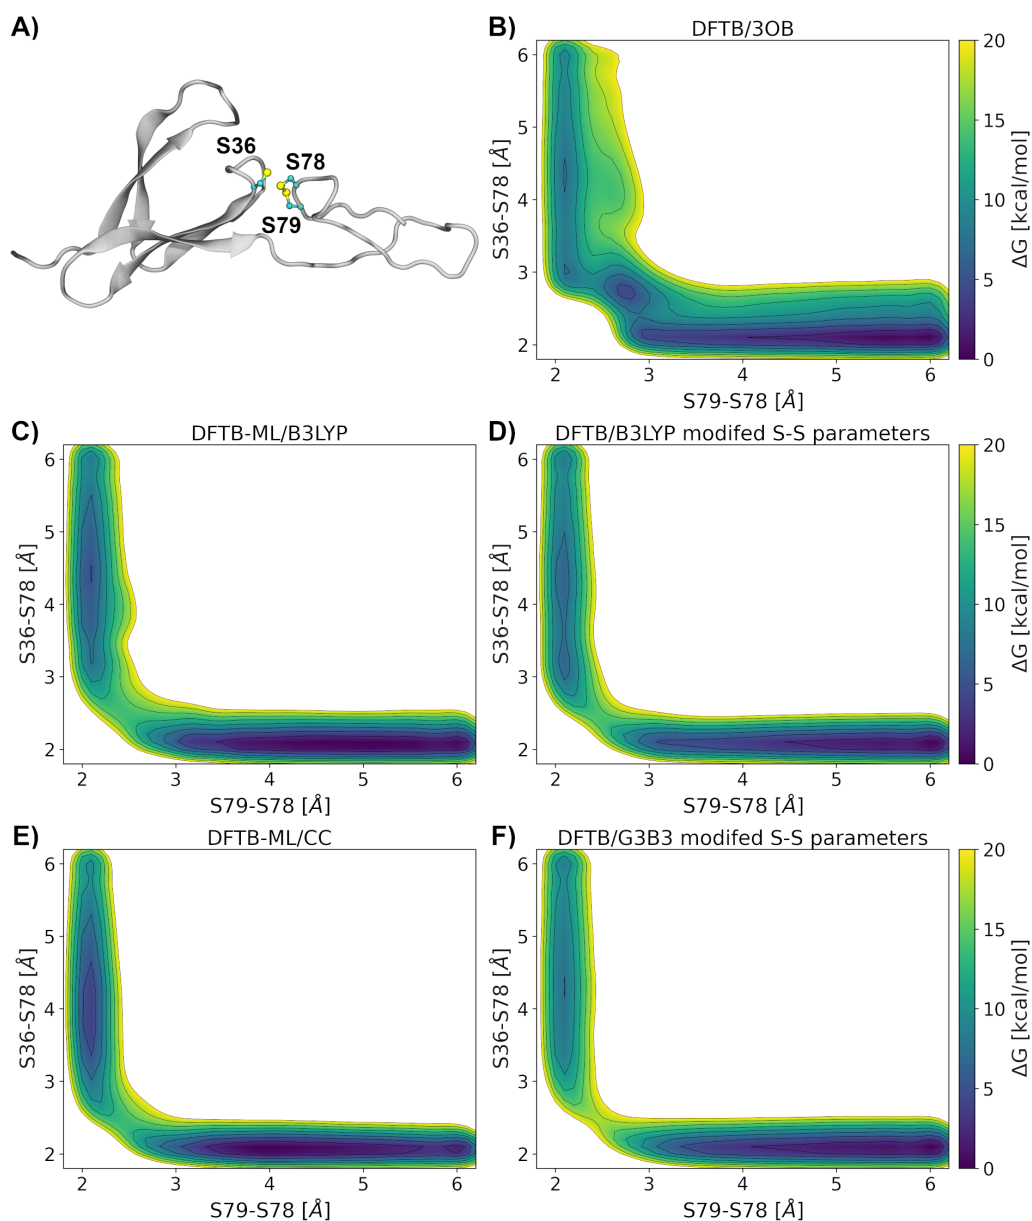 A)
S36
S78
S79
B)
DFTB/3OB
6
5
4
3
2
S36-S78 [Å]
2 3 4 5 6
S79-S78 [Å]
20
15
10
5
0
ΔG [kcal/mol]
C)
DFTB-ML/B3LYP
6
5
4
3
2
S36-S78 [Å]
2 3 4 5 6
S79-S78 [Å]
D)
DFTB/B3LYP modifed S-S parameters
6
5
4
3
2
S36-S78 [Å]
2 3 4 5 6
S79-S78 [Å]
20
15
10
5
0
ΔG [kcal/mol]
E)
DFTB-ML/CC
6
5
4
3
2
S36-S78 [Å]
2 3 4 5 6
S79-S78 [Å]
F)
DFTB/G3B3 modifed S-S parameters
6
5
4
3
2
S36-S78 [Å]
2 3 4 5 6
S79-S78 [Å]
20
15
10
5
0
ΔG [kcal/mol]